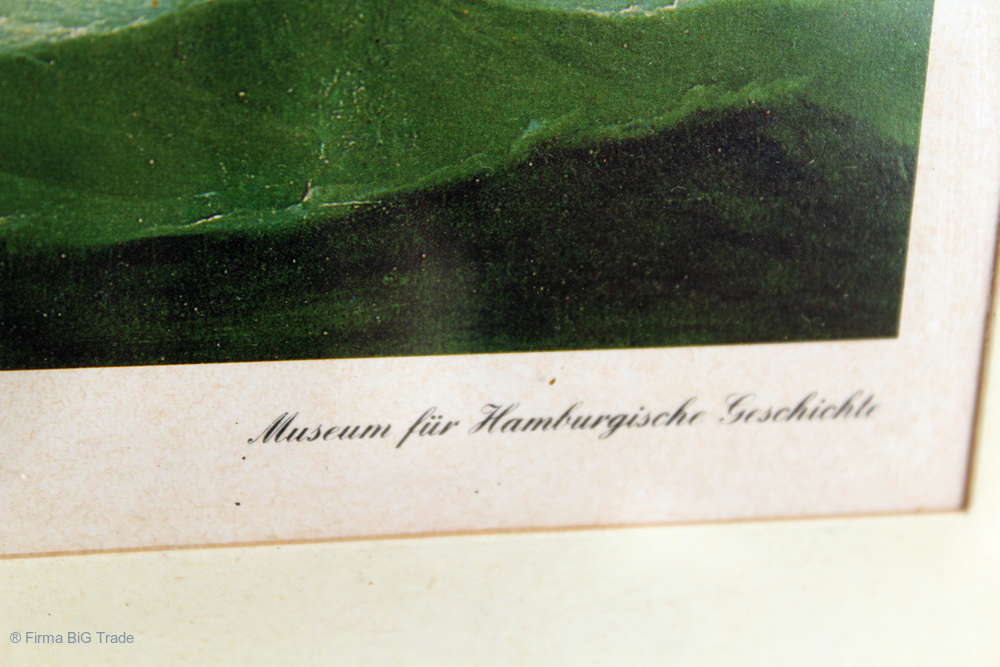 Museum für Hamburgische Geschichte
® Firma BiG Trade